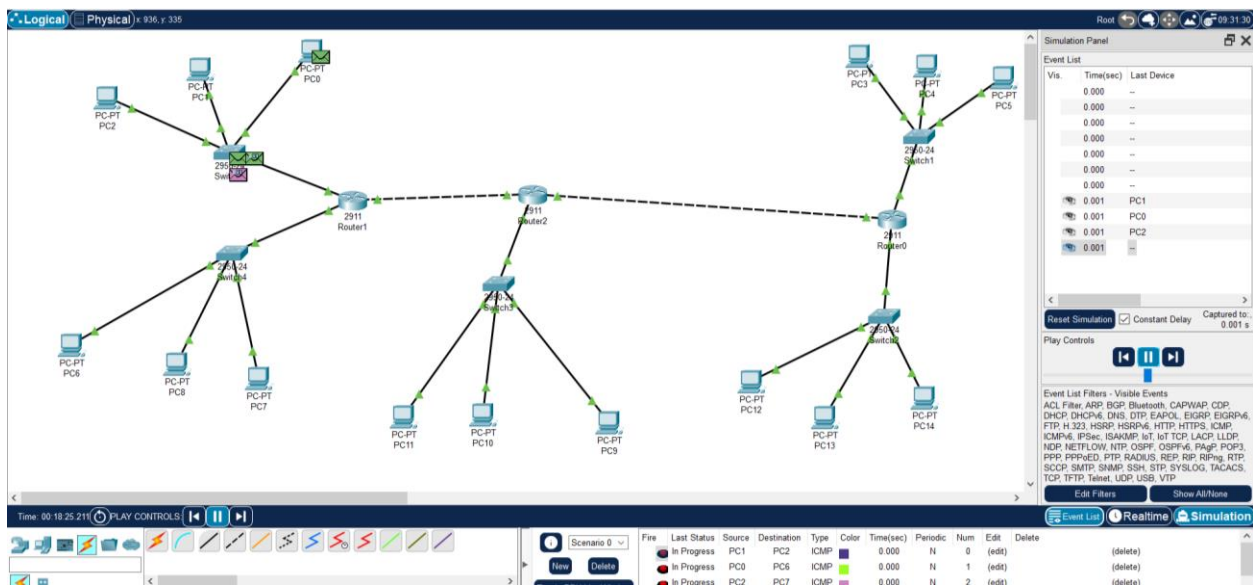 Logical Physical x: 936, y: 335 Root 09:31:30
PC-PT
PC0
PC-PT
PC1
PC-PT
PC2
2911
Router1
2911
Router2
2911
Router0
PC-PT
PC3
PC-PT
PC4
PC-PT
PC5
2950-24
Switch1
2950-24
Switch4
2950-24
Switch3
2950-24
Switch2
PC-PT
PC6
PC-PT
PC8
PC-PT
PC7
PC-PT
PC11
PC-PT
PC10
PC-PT
PC9
PC-PT
PC12
PC-PT
PC13
PC-PT
PC14
Simulation Panel
Event List
Vis. Time(sec) Last Device
0.000 --
0.000 --
0.000 --
0.000 --
0.000 --
0.000 --
0.000 --
0.001 PC1
0.001 PC0
0.001 PC2
0.001 --
Reset Simulation Constant Delay Captured to:
0.001 s
Play Controls
Event List Filters - Visible Events
ACL Filter, ARP, BGP, Bluetooth, CAPWAP, CDP,
DHCP, DHCPv6, DNS, DTP, EAPOL, EIGRP, EIGRPv6,
FTP, H.323, HSRP, HSRPv6, HTTP, HTTPS, ICMP,
ICMPv6, IPSec, ISAKMP, IoT, IoT TCP, LACP, LLDP,
NDP, NETFLOW, NTP, OSPF, OSPFv6, PAgP, POP3,
PPP, PPPoED, PTP, RADIUS, REP, RIP, RIPng, RTP,
SCCP, SMTP, SNMP, SSH, STP, SYSLOG, TACACS,
TCP, TFTP, Telnet, UDP, USB, VTP
Edit Filters Show All/None
Time: 00:18:25.211 PLAY CONTROLS: Event List Realtime Simulation
Scenario 0
New Delete
Fire Last Status Source Destination Type Color Time(sec) Periodic Num Edit Delete
In Progress PC1 PC2 ICMP 0.000 N 0 (edit) (delete)
In Progress PC0 PC6 ICMP 0.000 N 1 (edit) (delete)
In Progress PC2 PC7 ICMP 0.000 N 2 (edit) (delete)